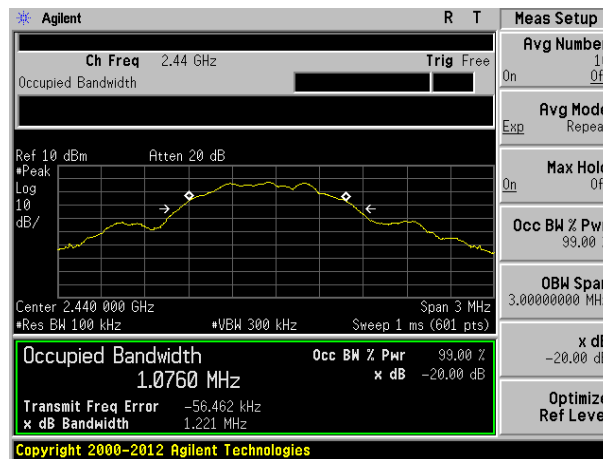 Agilent R T Meas Setup
Avg Number
On
Ch Freq 2.44 GHz Trig Free
Occupied Bandwidth
Avg Mode
Exp
Ref 10 dBm Atten 20 dB
#Peak
Log
10
dB/
Max Hold
On
Occ BW % Pwr
99.00
Center 2.440 000 GHz Span 3 MHz
#Res BW 100 kHz #VBW 300 kHz Sweep 1 ms (601 pts)
OBW Span
3.00000000 MHz
Occupied Bandwidth Occ BW % Pwr 99.00 %
1.0760 MHz x dB -20.00 dB
Transmit Freq Error -56.462 kHz
x dB Bandwidth 1.221 MHz
x dB
-20.00 dB
Optimize
Ref Level
Copyright 2000-2012 Agilent Technologies